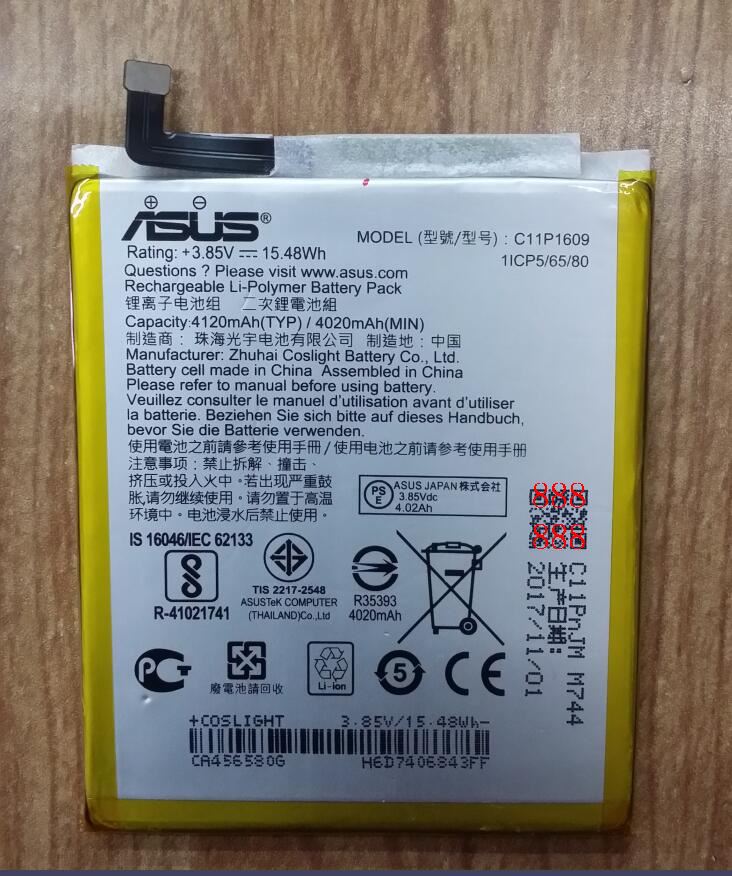 ASUS®
Rating: +3.85V ⎓ 15.48Wh
MODEL (型號/型号) : C11P1609
1ICP5/65/80
Questions ? Please visit www.asus.com
Rechargeable Li-Polymer Battery Pack
锂离子电池组 二次鋰電池組
Capacity:4120mAh(TYP) / 4020mAh(MIN)
制造商： 珠海光宇电池有限公司 制造地：中国
Manufacturer: Zhuhai Coslight Battery Co., Ltd.
Battery cell made in China Assembled in China
Please refer to manual before using battery.
Veuillez consulter le manuel d'utilisation avant d'utiliser
la batterie. Beziehen Sie sich bitte auf dieses Handbuch,
bevor Sie die Batterie verwenden.
使用電池之前請參考使用手冊/使用电池之前请参考使用手册
注意事项：禁止拆解、撞击、
挤压或投入火中。若出现严重鼓
胀,请勿继续使用。请勿置于高温
环境中。电池浸水后禁止使用。
PS
E
ASUS JAPAN株式会社
3.85Vdc
4.02Ah
888
888
IS 16046/IEC 62133
R-41021741
TIS 2217-2548
ASUSTeK COMPUTER
(THAILAND)Co.,Ltd
R35393
4020mAh
C11PnJM M744
生产日期:
2017/11/01
廢電池請回收
Li-ion
5
CE
+COSLIGHT 3.85V/15.48Wh-
CA456580G H6D7406843FF